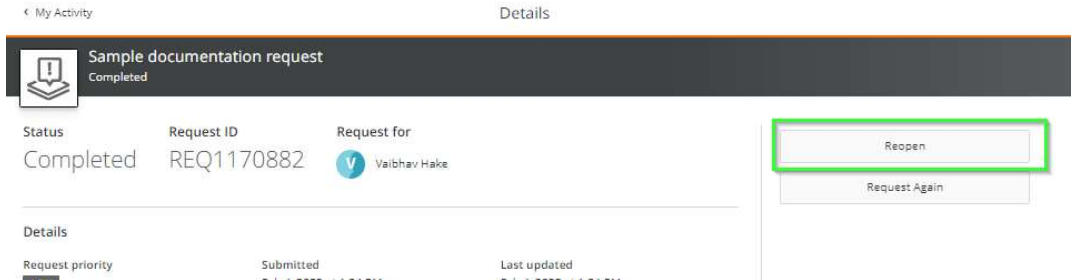 My Activity
Details
Sample documentation request
Completed
Status
Request ID
Request for
Completed
REQ1170882
V
Vaibhav Hake
Reopen
Request Again
Details
Request priority
Submitted
Last updated